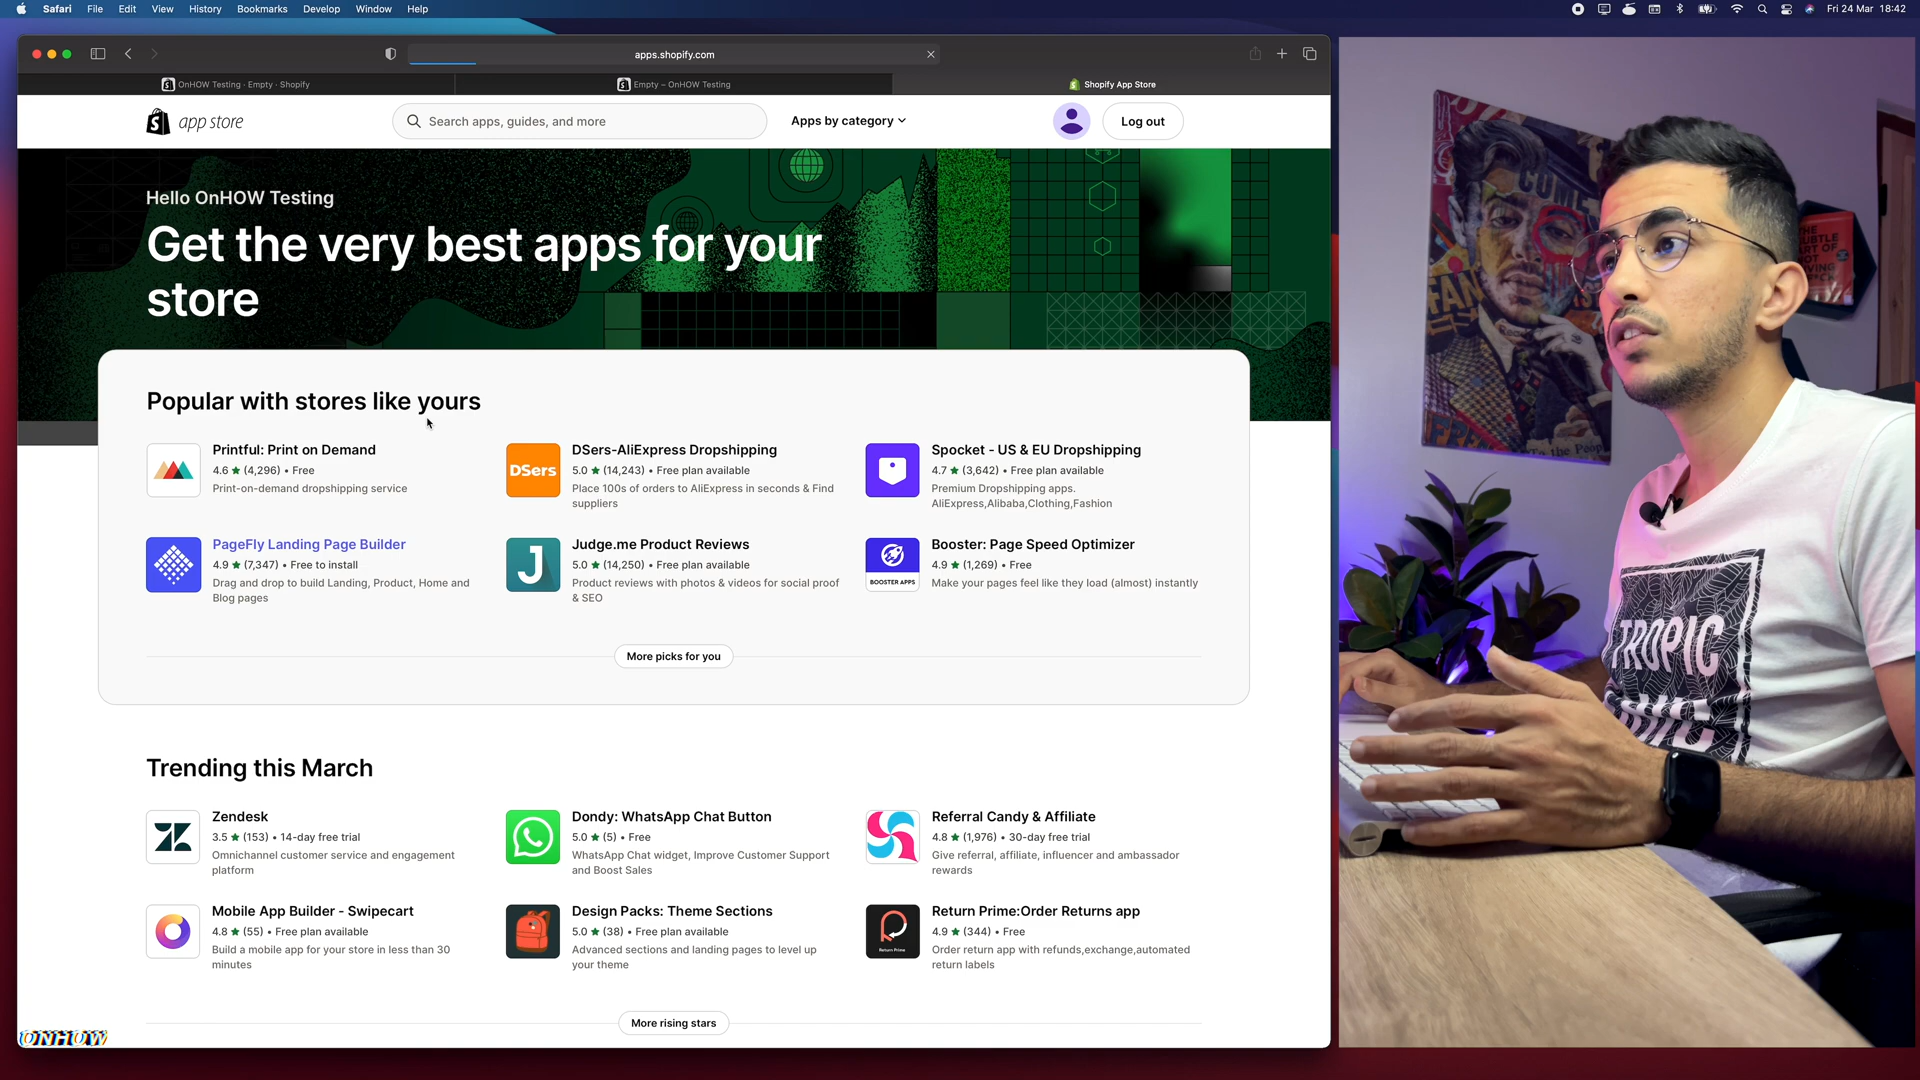 Safari File Edit View History Bookmarks Develop Window Help
Fri 24 Mar 18:42
apps.shopify.com
OnHOW Testing · Empty · Shopify
Empty – OnHOW Testing
Shopify App Store
app store
Search apps, guides, and more
Apps by category
Log out
Hello OnHOW Testing
Get the very best apps for your
store
Popular with stores like yours
Printful: Print on Demand
4.6 ★ (4,296) • Free
Print-on-demand dropshipping service
DSers
DSers-AliExpress Dropshipping
5.0 ★ (14,243) • Free plan available
Place 100s of orders to AliExpress in seconds & Find
suppliers
Spocket - US & EU Dropshipping
4.7 ★ (3,642) • Free plan available
Premium Dropshipping apps.
AliExpress,Alibaba,Clothing,Fashion
PageFly Landing Page Builder
4.9 ★ (7,347) • Free to install
Drag and drop to build Landing, Product, Home and
Blog pages
J
Judge.me Product Reviews
5.0 ★ (14,250) • Free plan available
Product reviews with photos & videos for social proof
& SEO
BOOSTER APPS
Booster: Page Speed Optimizer
4.9 ★ (1,269) • Free
Make your pages feel like they load (almost) instantly
More picks for you
Trending this March
Zendesk
3.5 ★ (153) • 14-day free trial
Omnichannel customer service and engagement
platform
Dondy: WhatsApp Chat Button
5.0 ★ (5) • Free
WhatsApp Chat widget, Improve Customer Support
and Boost Sales
Referral Candy & Affiliate
4.8 ★ (1,976) • 30-day free trial
Give referral, affiliate, influencer and ambassador
rewards
Mobile App Builder - Swipecart
4.8 ★ (55) • Free plan available
Build a mobile app for your store in less than 30
minutes
Design Packs: Theme Sections
5.0 ★ (38) • Free plan available
Advanced sections and landing pages to level up
your theme
Return Prime
Return Prime:Order Returns app
4.9 ★ (344) • Free
Order return app with refunds,exchange,automated
return labels
More rising stars
ONHOW
THE
SUBTLE
ART OF
NOT
GIVING
TROPIC